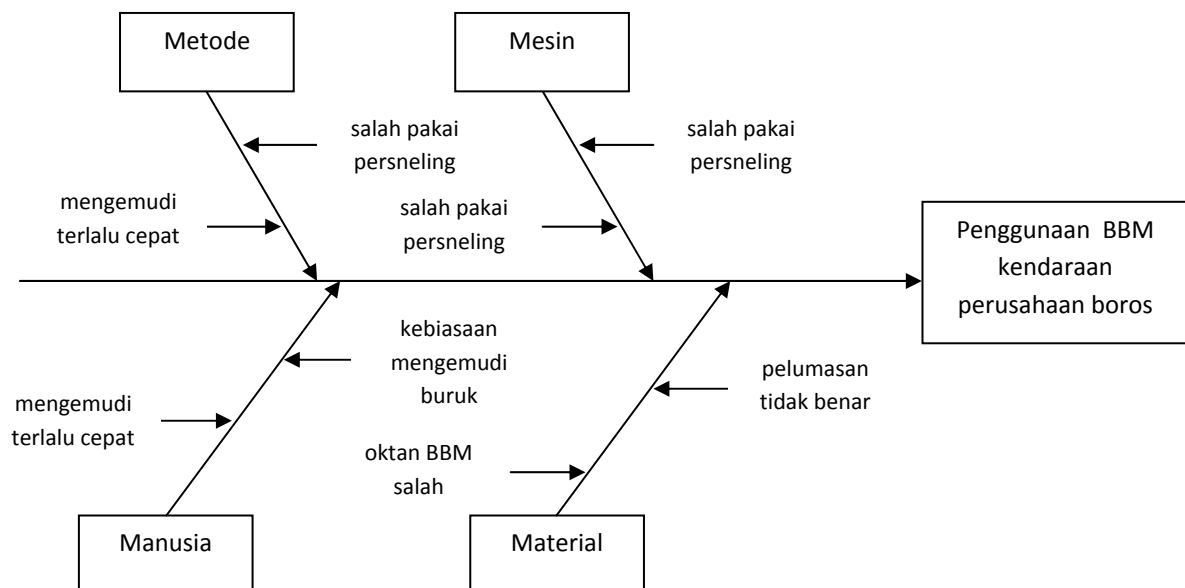 Metode
Mesin
salah pakai
persneling
salah pakai
persneling
mengemudi
terlalu cepat
salah pakai
persneling
Penggunaan BBM
kendaraan
perusahaan boros
kebiasaan
mengemudi
buruk
pelumasan
tidak benar
mengemudi
terlalu cepat
oktan BBM
salah
Manusia
Material